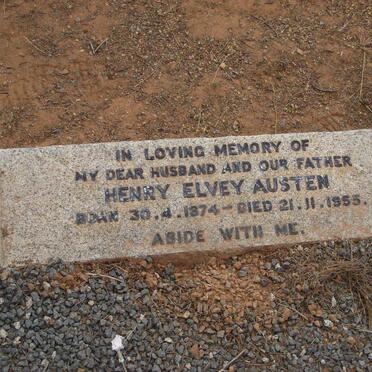 IN LOVING MEMORY OF
MY DEAR HUSBAND AND OUR FATHER
HENRY ELVEY AUSTEN
BORN 30.4.1874 - DIED 21.11.1955.
ABIDE WITH ME.